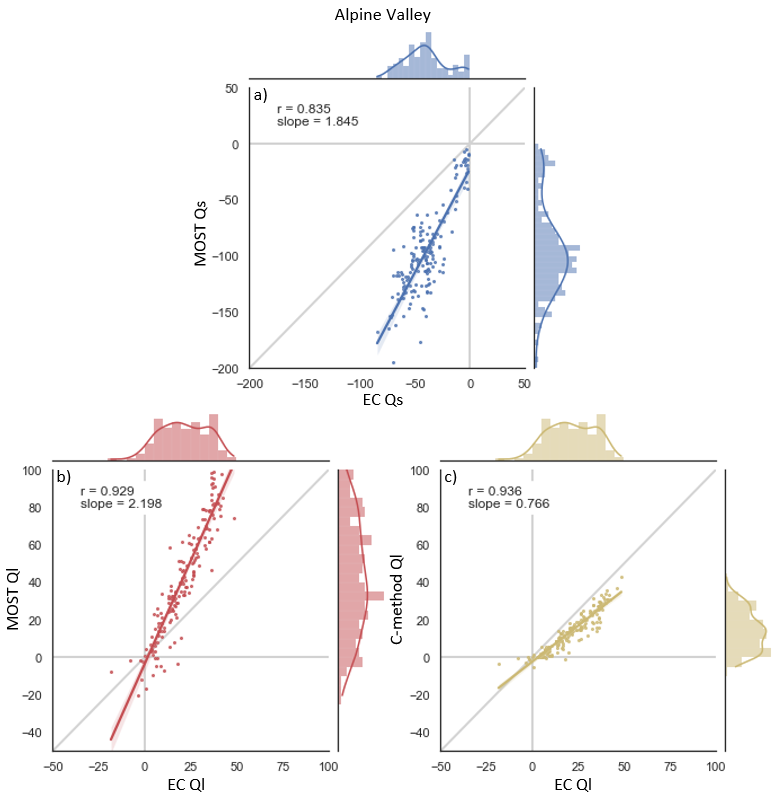 Alpine Valley
a)
r = 0.835
slope = 1.845
50
0
−50
−100
−150
−200
MOST Qs
−200 −150 −100 −50 0 50
EC Qs
b)
r = 0.929
slope = 2.198
100
80
60
40
20
0
−20
−40
MOST Ql
−50 −25 0 25 50 75 100
EC Ql
c)
r = 0.936
slope = 0.766
100
80
60
40
20
0
−20
−40
C-method Ql
−50 −25 0 25 50 75 100
EC Ql